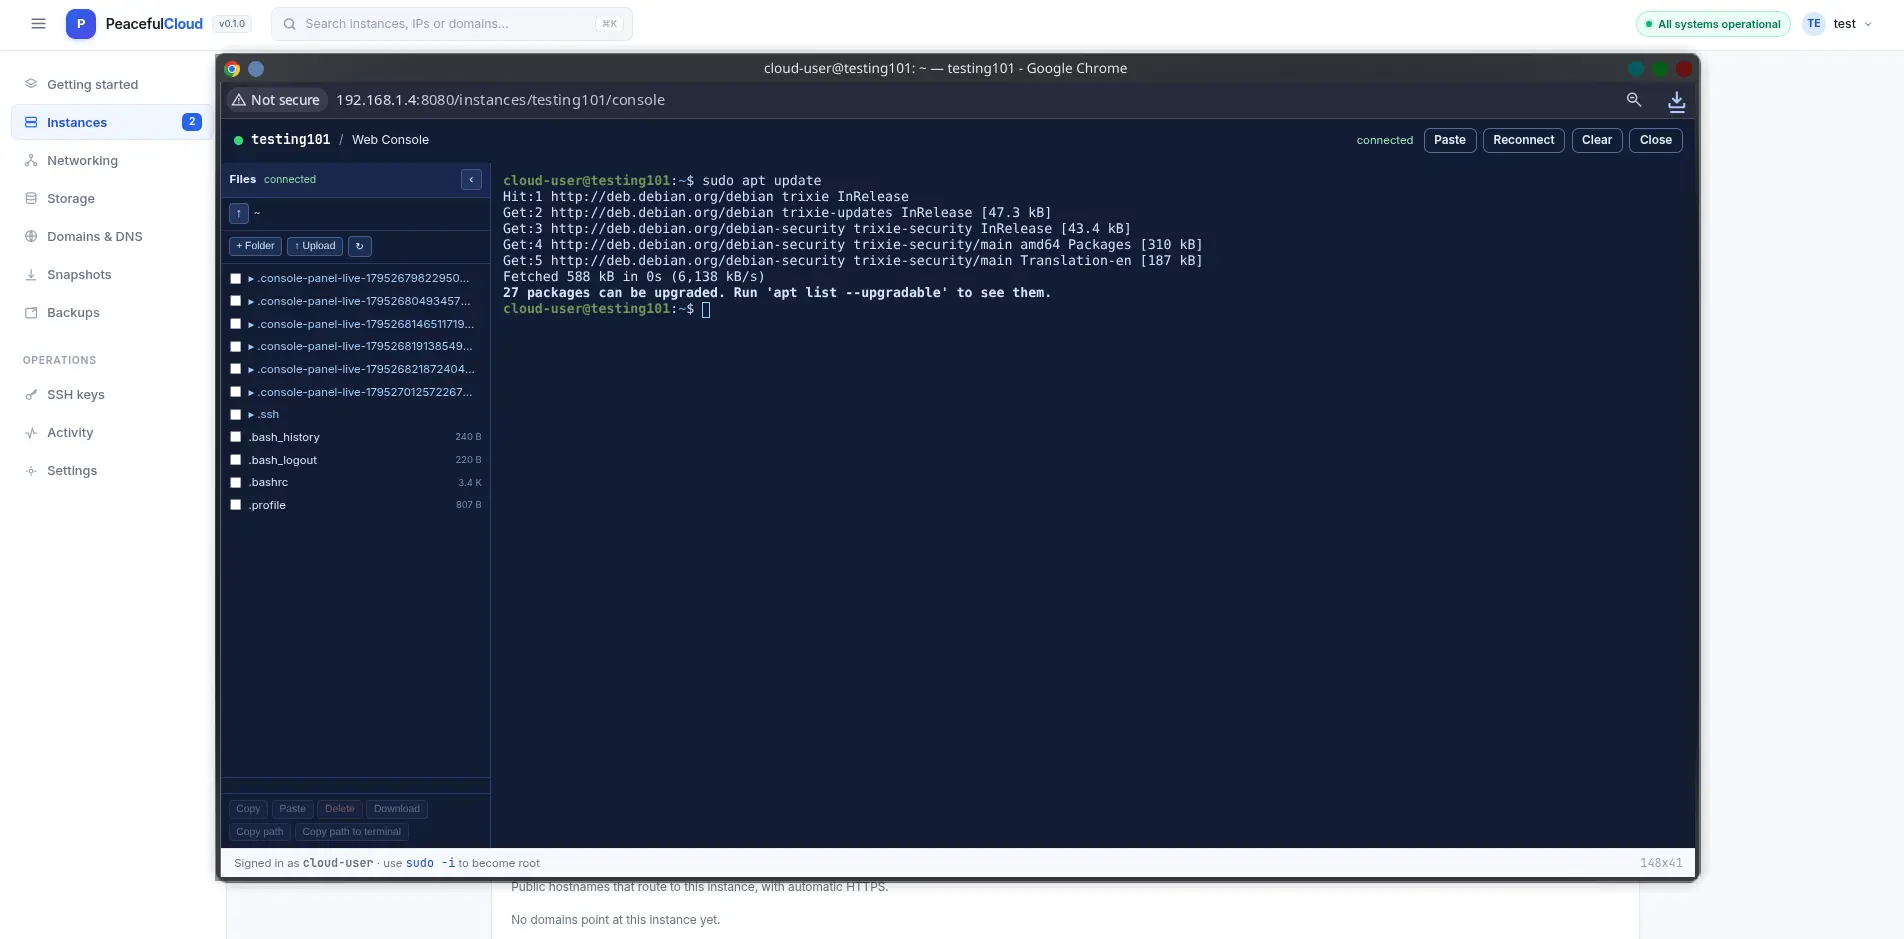 P PeacefulCloud v0.1.0 Search instances, IPs or domains... ⌘K All systems operational TE test
Getting started
Instances 2
Networking
Storage
Domains & DNS
Snapshots
Backups
OPERATIONS
SSH keys
Activity
Settings
cloud-user@testing101: ~ — testing101 - Google Chrome
Not secure 192.168.1.4:8080/instances/testing101/console
testing101 / Web Console connected Paste Reconnect Clear Close
Files connected ‹
↑ ~
+ Folder ↑ Upload ↻
▸ .console-panel-live-17952679822950...
▸ .console-panel-live-17952680493457...
▸ .console-panel-live-1795268146511719...
▸ .console-panel-live-179526819138549...
▸ .console-panel-live-179526821872404...
▸ .console-panel-live-179527012572267...
▸ .ssh
.bash_history 240 B
.bash_logout 220 B
.bashrc 3.4 K
.profile 807 B
Copy Paste Delete Download
Copy path Copy path to terminal
cloud-user@testing101:~$ sudo apt update
Hit:1 http://deb.debian.org/debian trixie InRelease
Get:2 http://deb.debian.org/debian trixie-updates InRelease [47.3 kB]
Get:3 http://deb.debian.org/debian-security trixie-security InRelease [43.4 kB]
Get:4 http://deb.debian.org/debian-security trixie-security/main amd64 Packages [310 kB]
Get:5 http://deb.debian.org/debian-security trixie-security/main Translation-en [187 kB]
Fetched 588 kB in 0s (6,138 kB/s)
27 packages can be upgraded. Run 'apt list --upgradable' to see them.
cloud-user@testing101:~$
Signed in as cloud-user · use sudo -i to become root 148x41
Public hostnames that route to this instance, with automatic HTTPS.
No domains point at this instance yet.